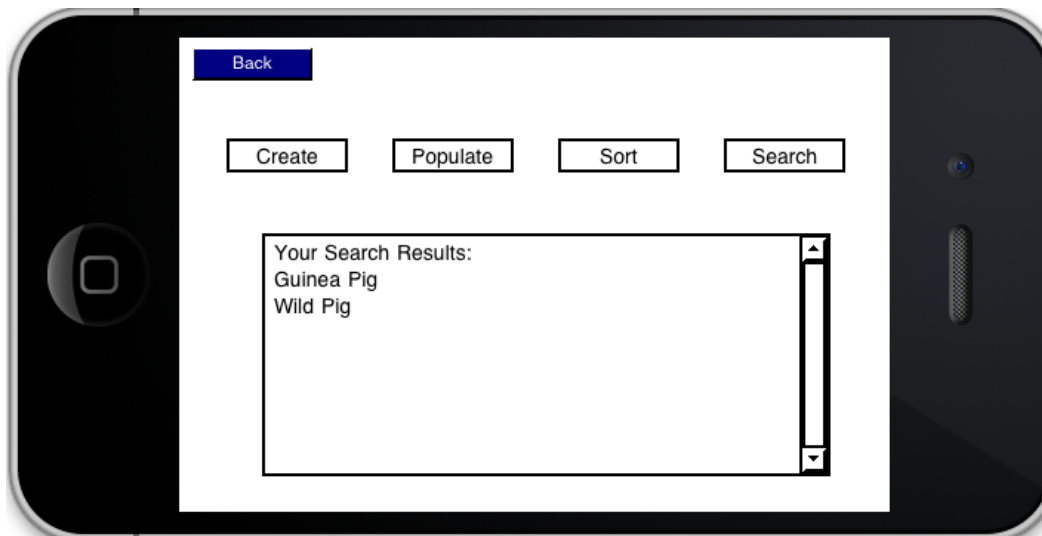 Back
Create Populate Sort Search
Your Search Results:
Guinea Pig
Wild Pig